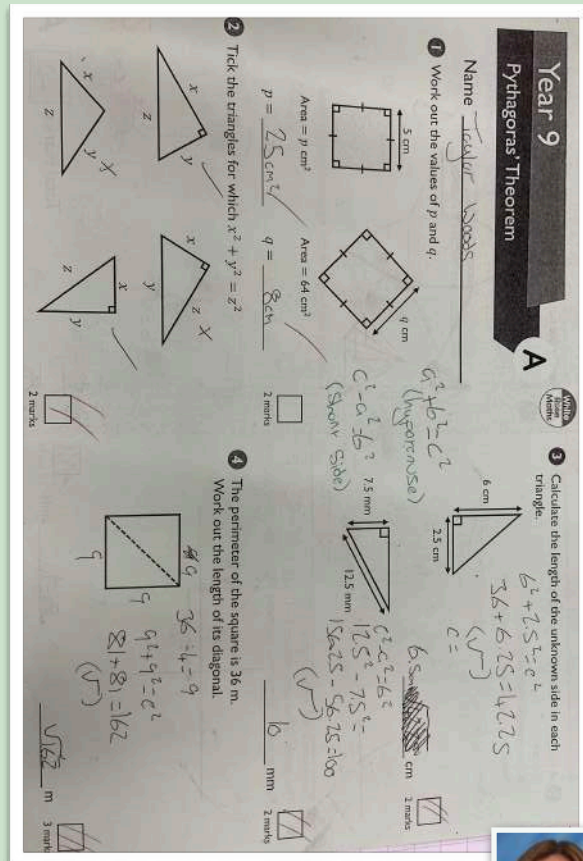 Year 9
Pythagoras' Theorem
A
White
Rose
Maths
Name Taylor Woods
1 Work out the values of p and q.
5 cm
q cm
Area = p cm²
Area = 64 cm²
p = 25cm²
q = 8cm
2 marks
2 Tick the triangles for which x² + y² = z²
x
y
z
x
z
y
x
y
z
x
y
z
2 marks
a²+b²=c²
(hypotenuse)
c²-a²=b²
(Short side)
3 Calculate the length of the unknown side in each
triangle.
6 cm
2.5 cm
6²+2.5²=c²
36+6.25=42.25
(√)
c=
6.5cm cm
2 marks
7.5 mm
12.5 mm
c²-c²=b²
12.5²-7.5²=
156.25-56.25=100
(√)
10 mm
2 marks
4 The perimeter of the square is 36 m.
Work out the length of its diagonal.
9
9
9
36÷4=9
9²+9²=c²
81+81=162
(√)
√162 m
3 mark